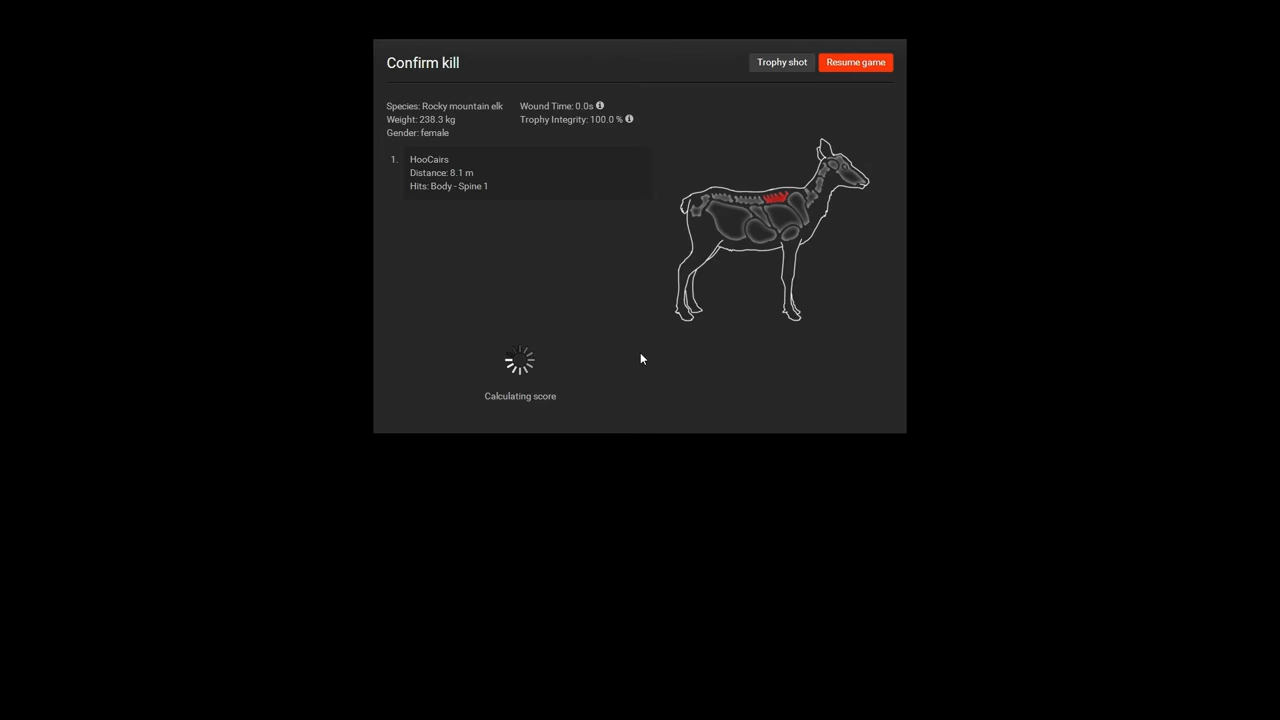 Confirm kill
Trophy shot
Resume game
Species: Rocky mountain elk
Weight: 238.3 kg
Gender: female
Wound Time: 0.0s
Trophy Integrity: 100.0 %
1.
HooCairs
Distance: 8.1 m
Hits: Body - Spine 1
Calculating score